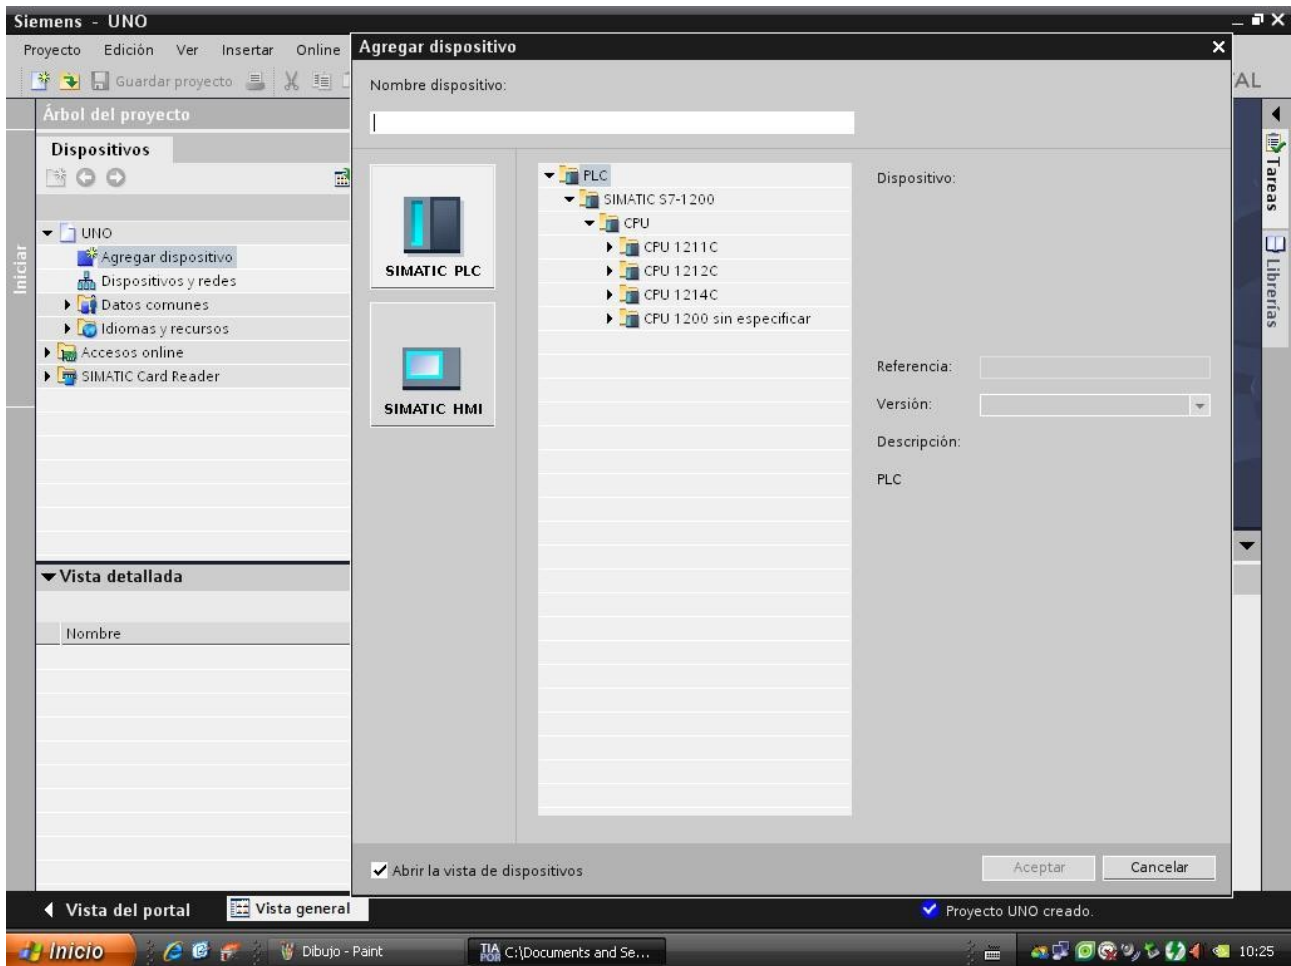 Siemens - UNO
Proyecto Edición Ver Insertar Online
Guardar proyecto
Árbol del proyecto
Dispositivos
UNO
Agregar dispositivo
Dispositivos y redes
Datos comunes
Idiomas y recursos
Accesos online
SIMATIC Card Reader
Vista detallada
Nombre
Iniciar
Agregar dispositivo
Nombre dispositivo:
SIMATIC PLC
SIMATIC HMI
PLC
SIMATIC S7-1200
CPU
CPU 1211C
CPU 1212C
CPU 1214C
CPU 1200 sin especificar
Dispositivo:
Referencia:
Versión:
Descripción:
PLC
Abrir la vista de dispositivos
Aceptar Cancelar
AL
Tareas
Librerías
Vista del portal Vista general
Proyecto UNO creado.
Inicio Dibujo - Paint TIA POR C:\Documents and Se... 10:25